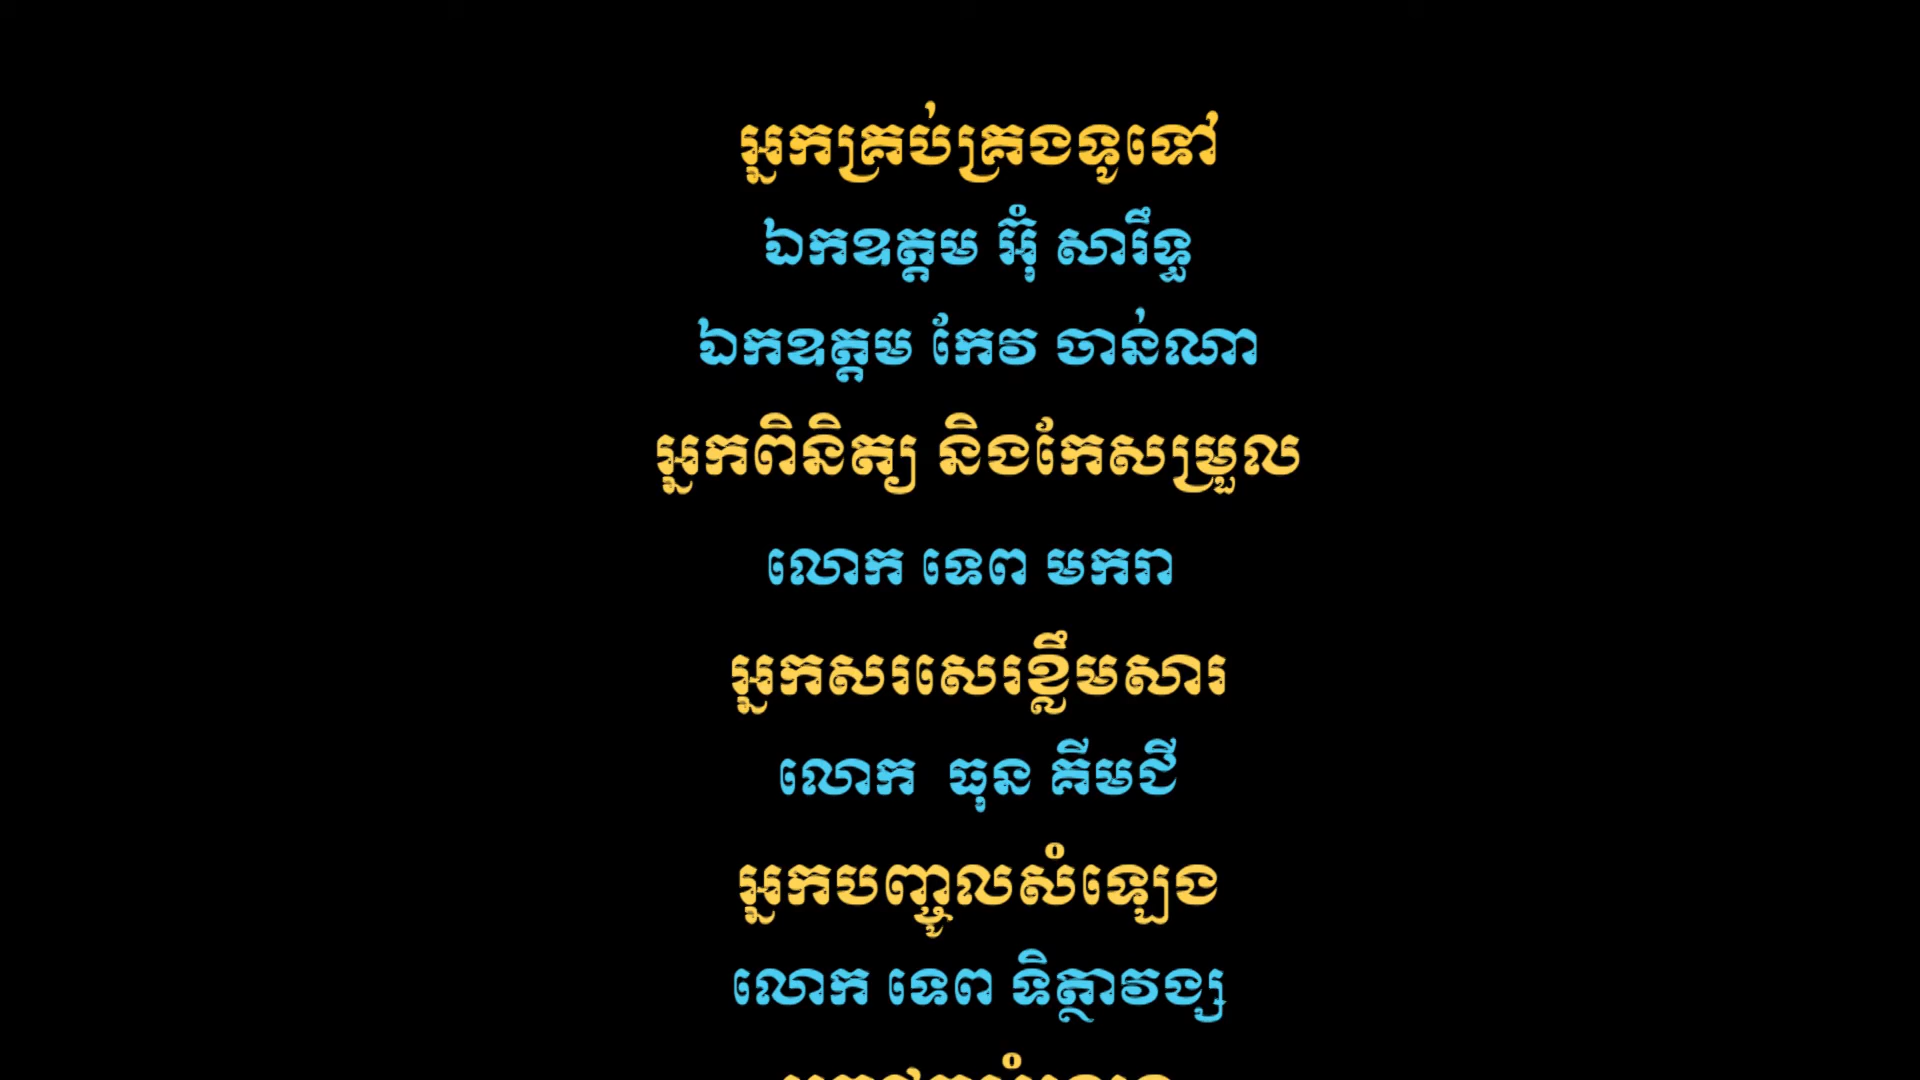 អ្នកគ្រប់គ្រងទូទៅ
ឯកឧត្តម អ៊ុំ សារឹទ្ធ
ឯកឧត្តម កែវ ចាន់ណា
អ្នកពិនិត្យ និងកែសម្រួល
លោក ទេព មករា
អ្នកសរសេរខ្លឹមសារ
លោក ធុន គីមជី
អ្នកបញ្ចូលសំឡេង
លោក ទេព ទិត្ថាវង្ស